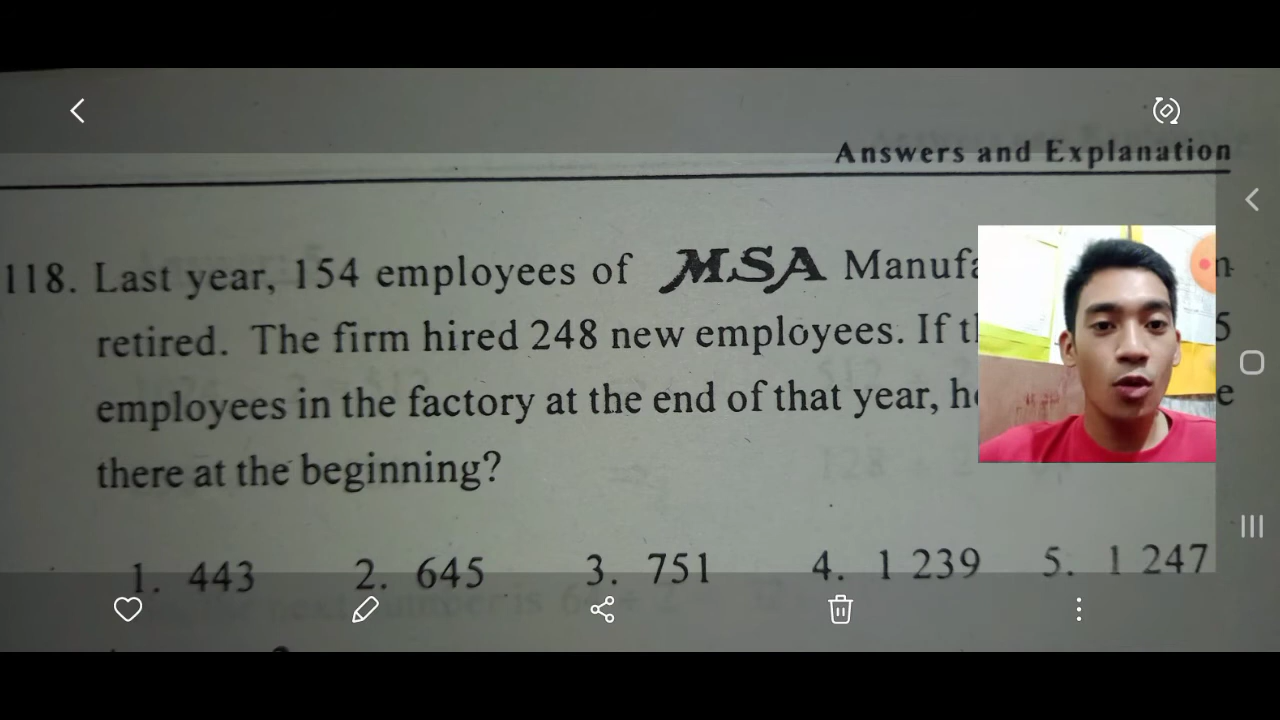 Answers and Explanation
118. Last year, 154 employees of MSA
retired. The firm hired 248 new employees. If
employees in the factory at the end of that year,
there at the beginning?
1. 443 2. 645 3. 751 4. 1 239 5. 1 247